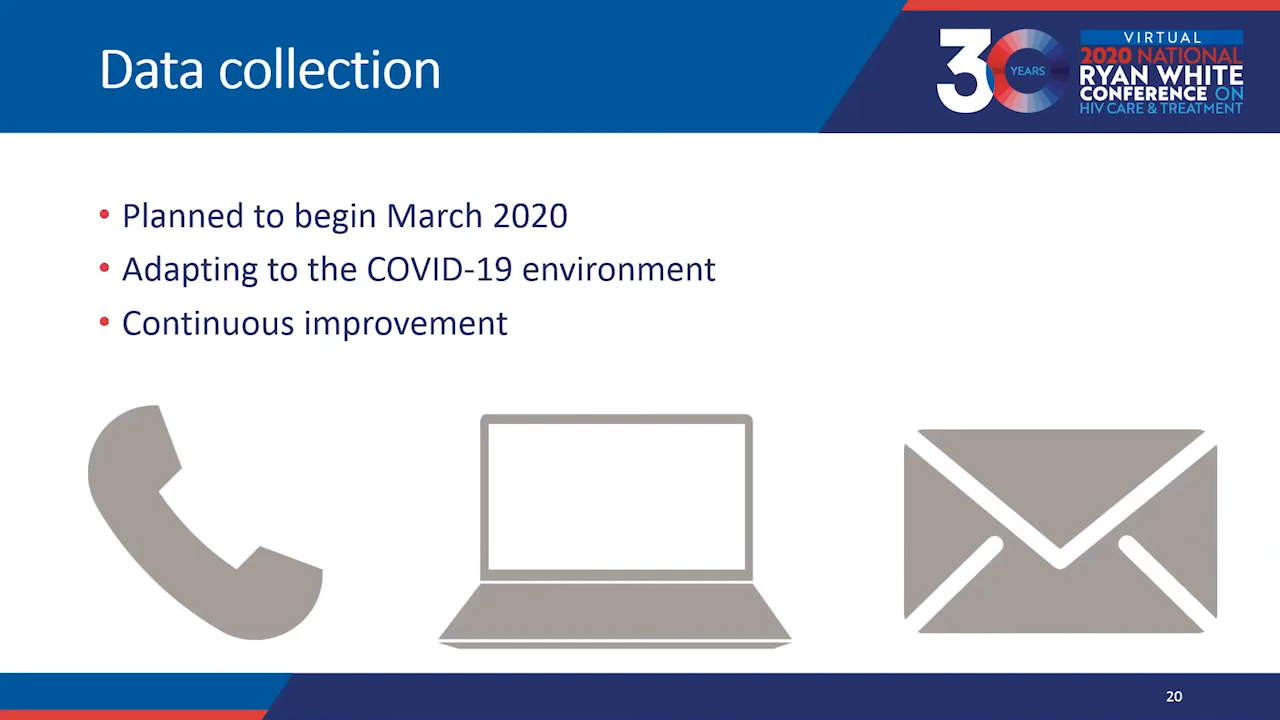 Data collection
30 YEARS
VIRTUAL
2020 NATIONAL
RYAN WHITE
CONFERENCE ON
HIV CARE & TREATMENT
• Planned to begin March 2020
• Adapting to the COVID-19 environment
• Continuous improvement
20